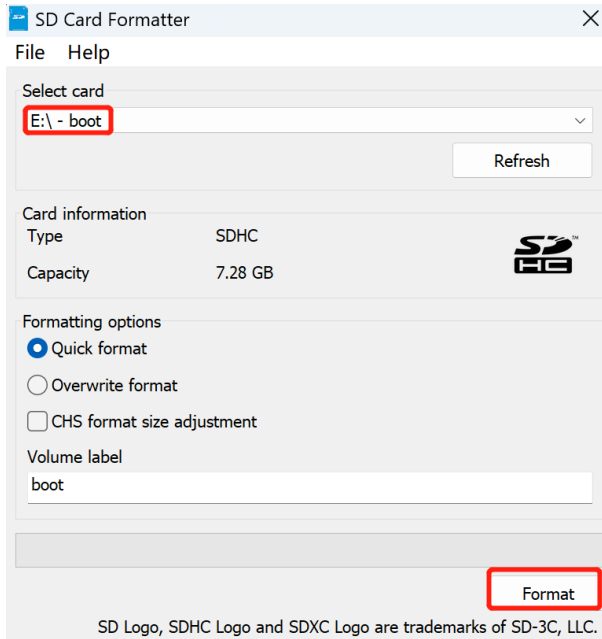 SD Card Formatter
File Help
Select card
E:\ - boot
Refresh
Card information
Type SDHC
Capacity 7.28 GB
SD™
HC
Formatting options
Quick format
Overwrite format
CHS format size adjustment
Volume label
boot
Format
SD Logo, SDHC Logo and SDXC Logo are trademarks of SD-3C, LLC.